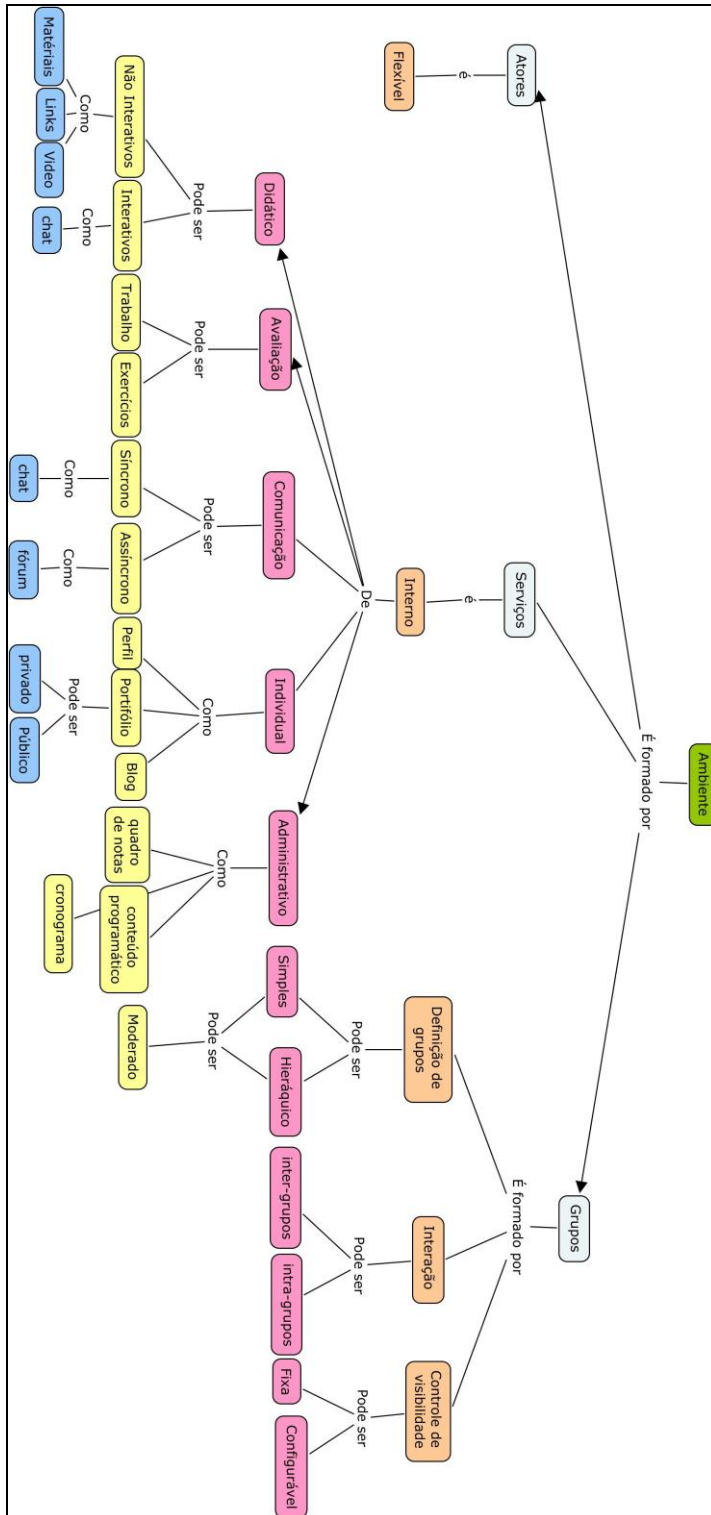 Ambiente
É formado por
Atores
Serviços
Grupos
é
é
É formado por
Flexível
Interno
Definição de
grupos
Interação
Controle de
visibilidade
De
Pode ser
Pode ser
Pode ser
Didático
Avaliação
Comunicação
Individual
Administrativo
Simples
Hieráquico
inter-grupos
intra-grupos
Fixa
Configurável
Pode ser
Pode ser
Pode ser
Como
Como
Pode ser
Não Interativos
Interativos
Trabalho
Exercícios
Síncrono
Assíncrono
Perfil
Portifólio
Blog
quadro
de notas
conteúdo
programático
Moderado
Como
Como
Como
Como
Pode ser
cronograma
Matériais
Links
Video
chat
chat
fórum
privado
Público